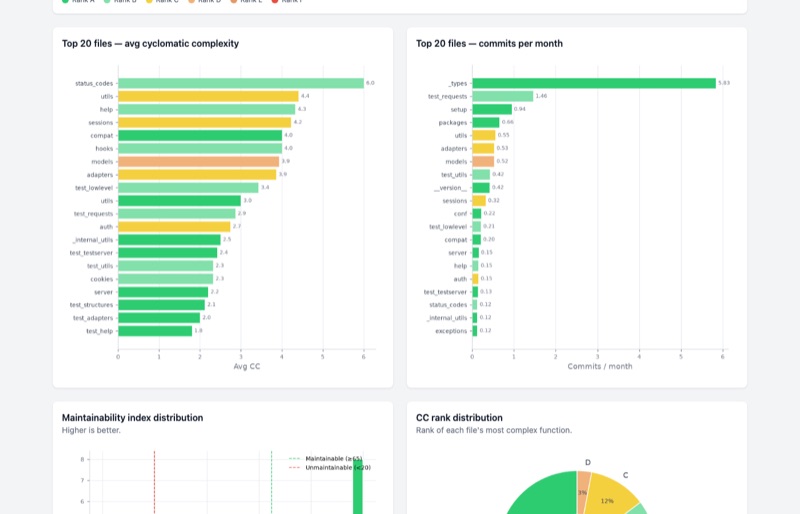 Top 20 files — avg cyclomatic complexity
status_codes 6.0
utils 4.4
help 4.3
sessions 4.2
compat 4.0
hooks 4.0
models 3.9
adapters 3.9
test_lowlevel 3.4
utils 3.0
test_requests 2.9
auth 2.7
_internal_utils 2.5
test_testserver 2.4
test_utils 2.3
cookies 2.3
server 2.2
test_structures 2.1
test_adapters 2.0
test_help 1.8
0 1 2 3 4 5 6
Avg CC
Top 20 files — commits per month
_types 5.83
test_requests 1.46
setup 0.94
packages 0.66
utils 0.55
adapters 0.53
models 0.52
test_utils 0.42
__version__ 0.42
sessions 0.32
conf 0.22
test_lowlevel 0.21
compat 0.20
server 0.15
help 0.15
auth 0.15
test_testserver 0.13
status_codes 0.12
_internal_utils 0.12
exceptions 0.12
0 1 2 3 4 5 6
Commits / month
Maintainability index distribution
Higher is better.
Maintainable (≥65)
Unmaintainable (<20)
8
7
6
CC rank distribution
Rank of each file's most complex function.
D
C
3%
12%